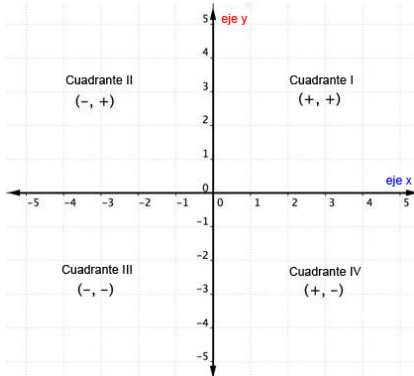 5
eje y
4
Cuadrante II
Cuadrante I
(-, +)
(+, +)
3
2
1
eje x
0
-5 -4 -3 -2 -1 0 1 2 3 4 5
-1
-2
Cuadrante III
Cuadrante IV
(-, -)
(+, -)
-3
-4
-5